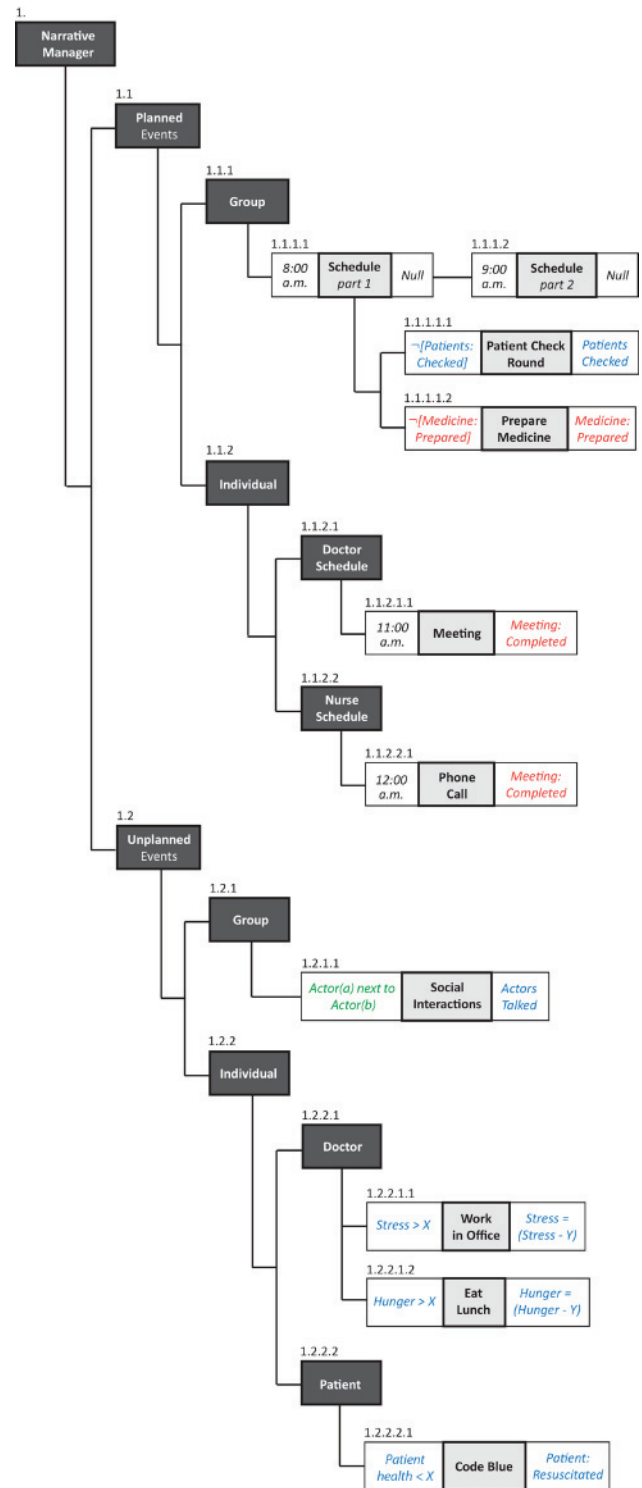 1.
Narrative
Manager
1.1
Planned
Events
1.1.1
Group
1.1.1.1
8:00
a.m.
Schedule
part 1
Null
1.1.1.2
9:00
a.m.
Schedule
part 2
Null
1.1.1.1.1
¬[Patients:
Checked]
Patient Check
Round
Patients
Checked
1.1.1.1.2
¬[Medicine:
Prepared]
Prepare
Medicine
Medicine:
Prepared
1.1.2
Individual
1.1.2.1
Doctor
Schedule
1.1.2.1.1
11:00
a.m.
Meeting
Meeting:
Completed
1.1.2.2
Nurse
Schedule
1.1.2.2.1
12:00
a.m.
Phone
Call
Meeting:
Completed
1.2
Unplanned
Events
1.2.1
Group
1.2.1.1
Actor(a) next to
Actor(b)
Social
Interactions
Actors
Talked
1.2.2
Individual
1.2.2.1
Doctor
1.2.2.1.1
Stress > X
Work
in Office
Stress =
(Stress - Y)
1.2.2.1.2
Hunger > X
Eat
Lunch
Hunger =
(Hunger - Y)
1.2.2.2
Patient
1.2.2.2.1
Patient
health < X
Code Blue
Patient:
Resuscitated